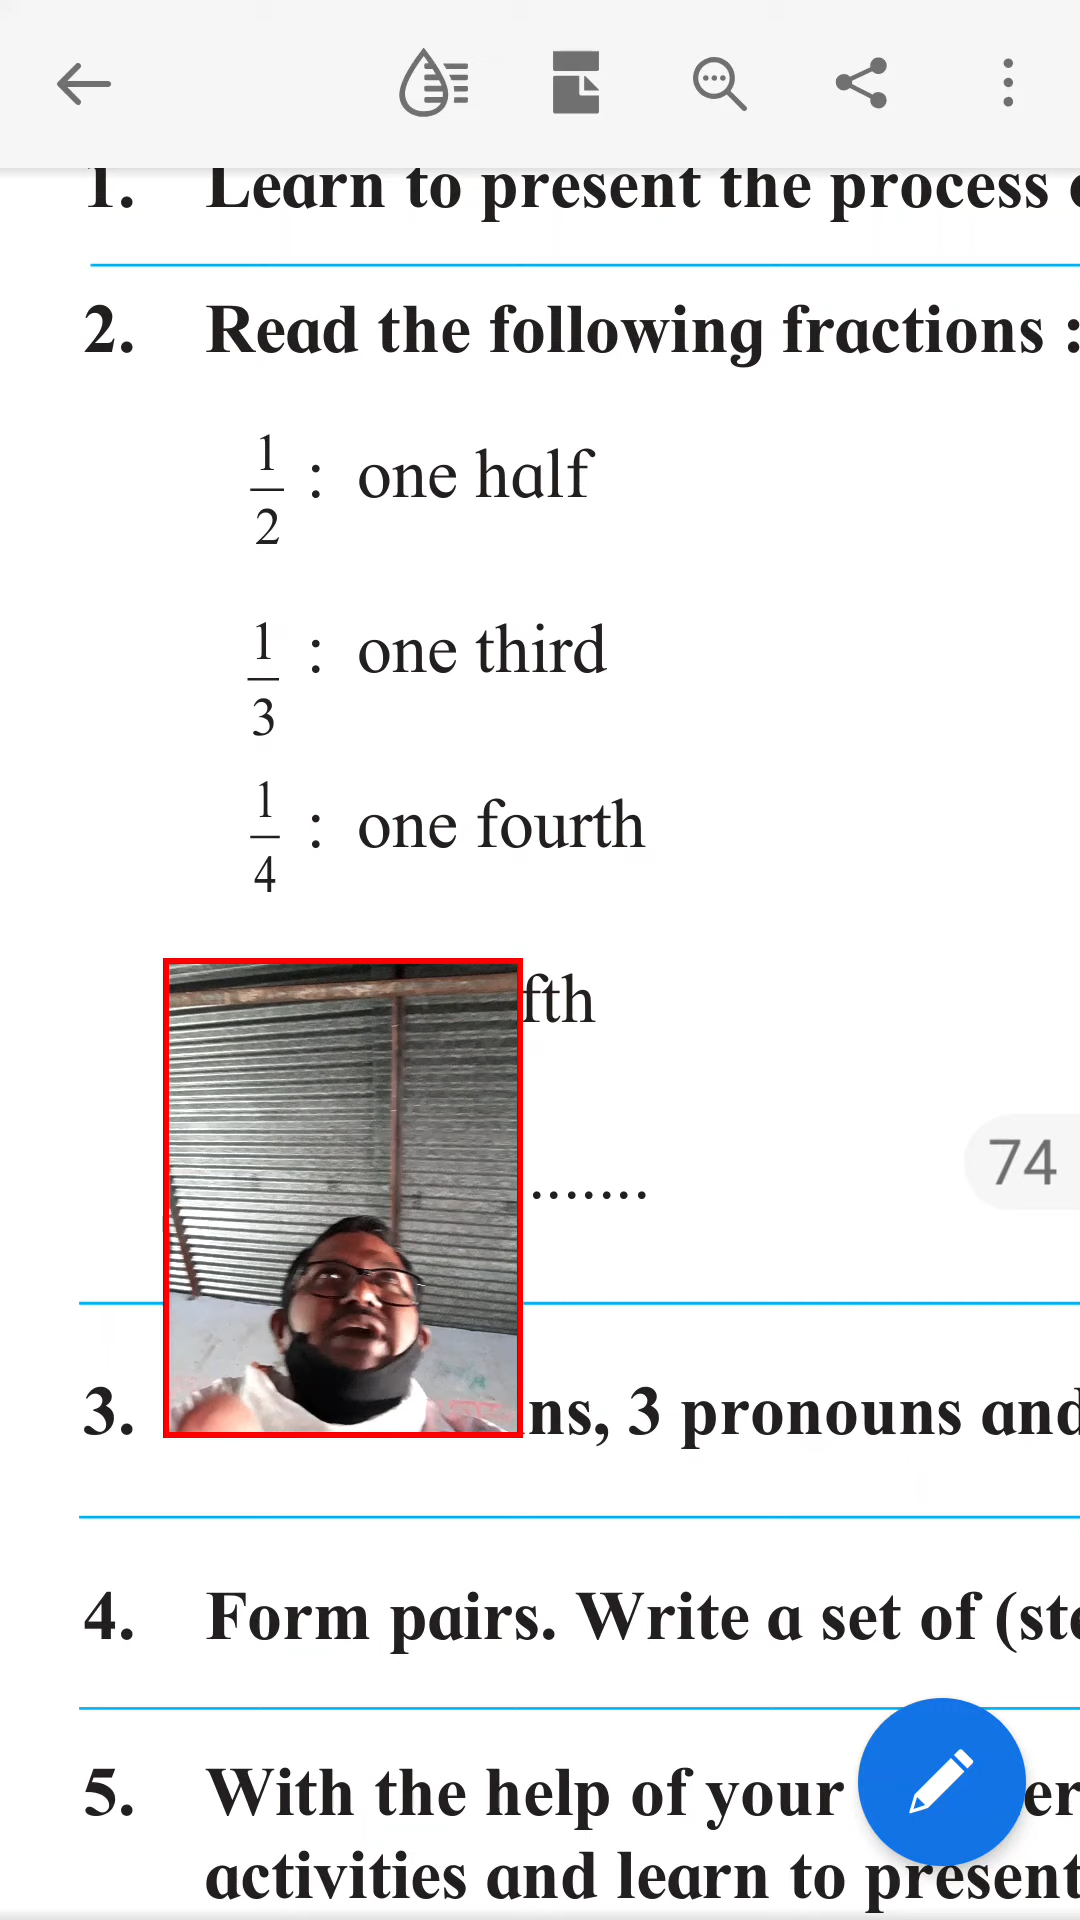 1. Learn to present the process
2. Read the following fractions :
1/2 : one half
1/3 : one third
1/4 : one fourth
fth
.......
74
3. ns, 3 pronouns and
4. Form pairs. Write a set of (ste
5. With the help of your er
activities and learn to present